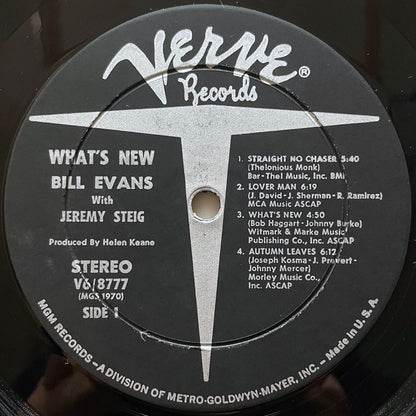 VERVE®
Records
WHAT'S NEW
BILL EVANS
With
JEREMY STEIG
Produced By Helen Keane
STEREO
V6/8777
(MGS 1970)
SIDE 1
1. STRAIGHT NO CHASER 5:40
(Thelonious Monk)
Bar-Thel Music, Inc. BMI
2. LOVER MAN 6:19
(J. David-J. Sherman-R. Ramirez)
MCA Music ASCAP
3. WHAT'S NEW 4:50
(Bob Haggart-Johnny Burke)
Witmark & Marke Music
Publishing Co., Inc. ASCAP
4. AUTUMN LEAVES 6:12
(Joseph Kosma-J. Prevert-
Johnny Mercer)
Morley Music Co.,
Inc. ASCAP
MGM RECORDS—A DIVISION OF METRO-GOLDWYN-MAYER, INC.—Made in U.S.A.